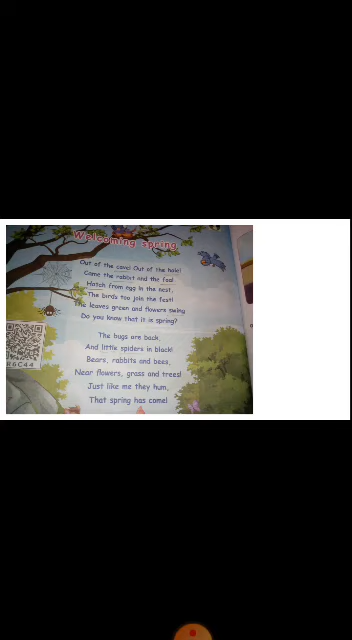 Welcoming spring
Out of the cave! Out of the hole!
Came the rabbit and the foal
Hatch from egg in the nest,
The birds too join the fest!
The leaves green and flowers swing
Do you know that it is spring?
The bugs are back,
And little spiders in black!
Bears, rabbits and bees,
Near flowers, grass and trees!
Just like me they hum,
That spring has come!
R6C44